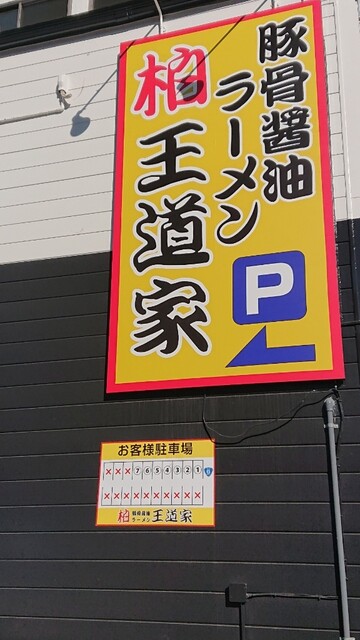 豚骨醤油
ラーメン
柏
王道家
P
お客様駐車場
×××7654321
××××××××××
柏 豚骨醤油ラーメン 王道家